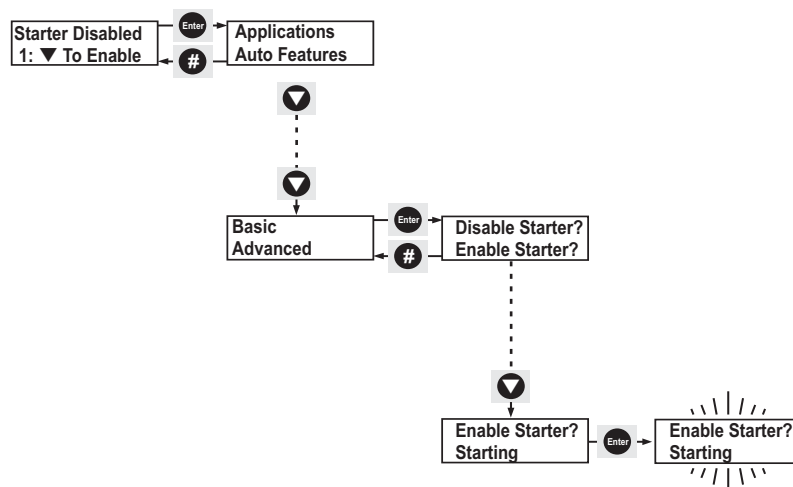 Starter Disabled
1: ▼ To Enable
Enter
#
Applications
Auto Features
Basic
Advanced
Enter
#
Disable Starter?
Enable Starter?
Enable Starter?
Starting
Enter
Enable Starter?
Starting